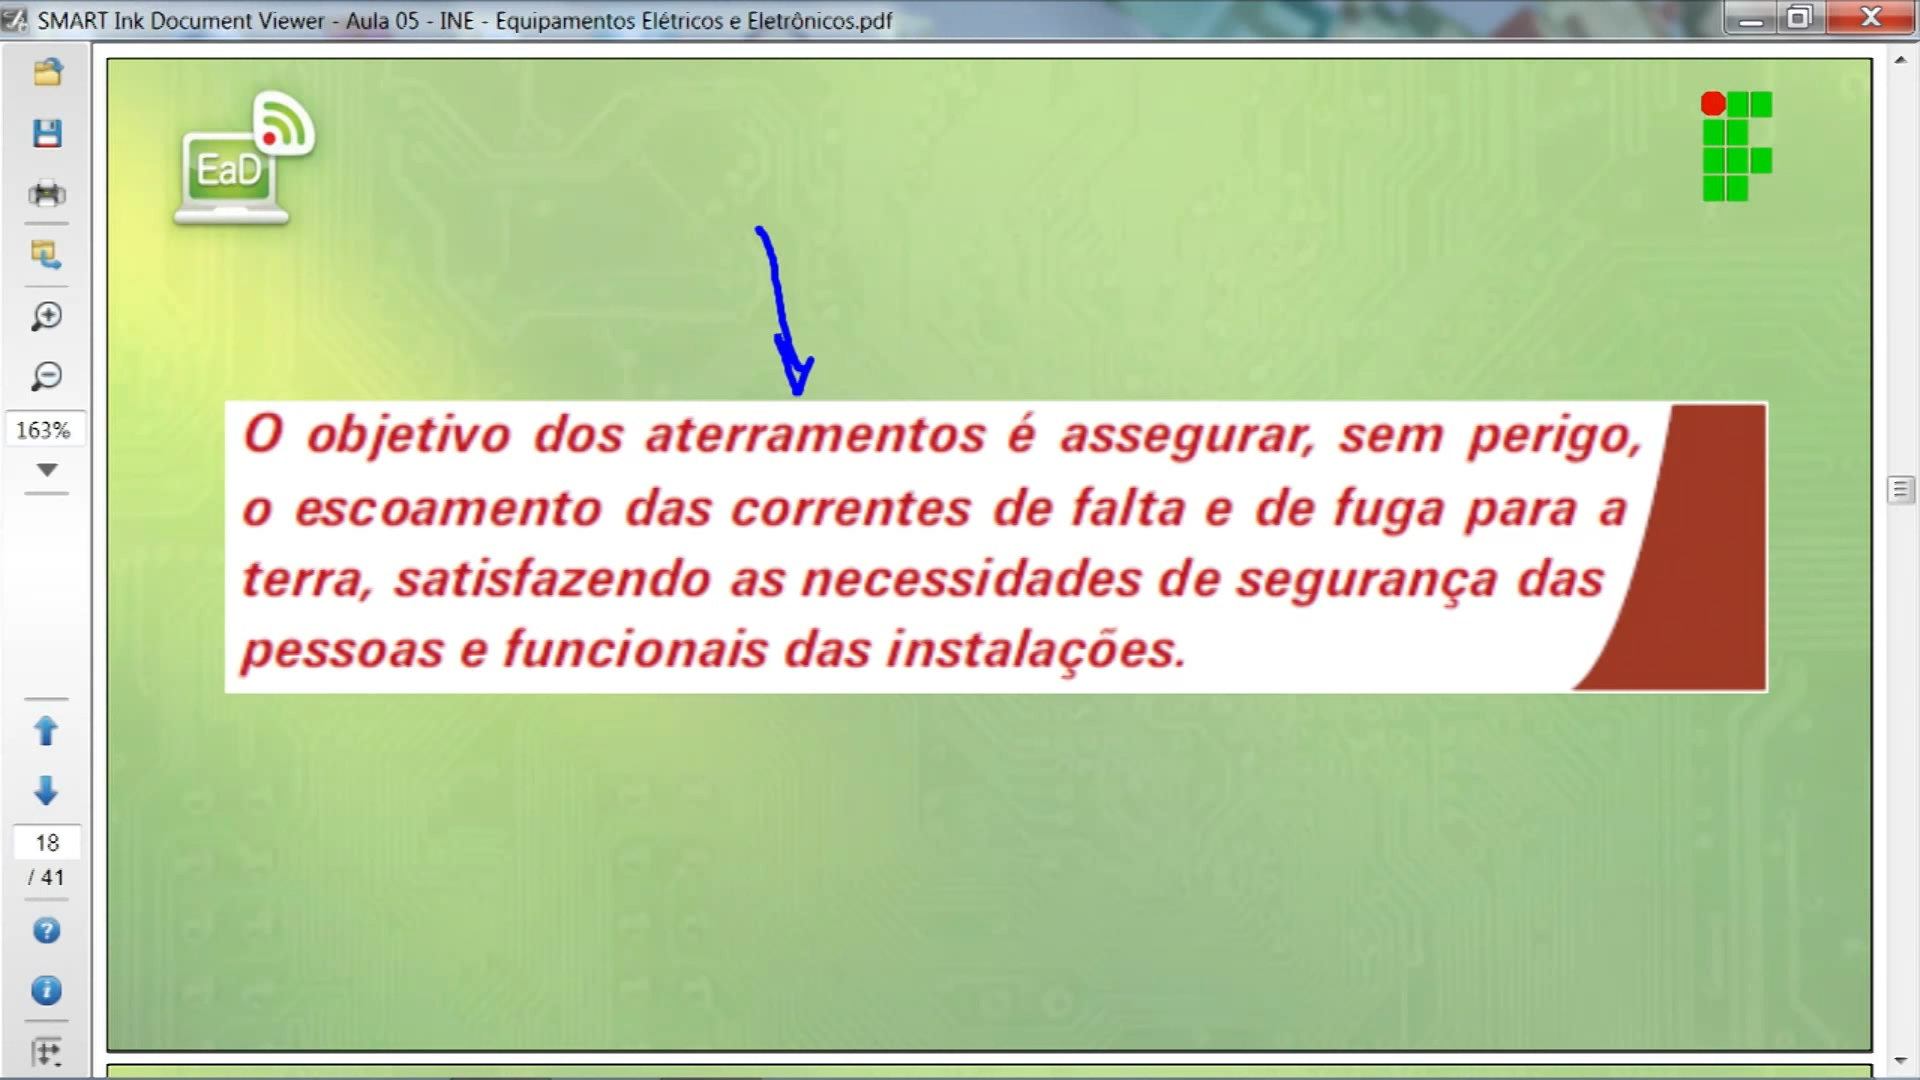 SMART Ink Document Viewer - Aula 05 - INE - Equipamentos Elétricos e Eletrônicos.pdf
EaD
163%
O objetivo dos aterramentos é assegurar, sem perigo,
o escoamento das correntes de falta e de fuga para a
terra, satisfazendo as necessidades de segurança das
pessoas e funcionais das instalações.
18
/ 41